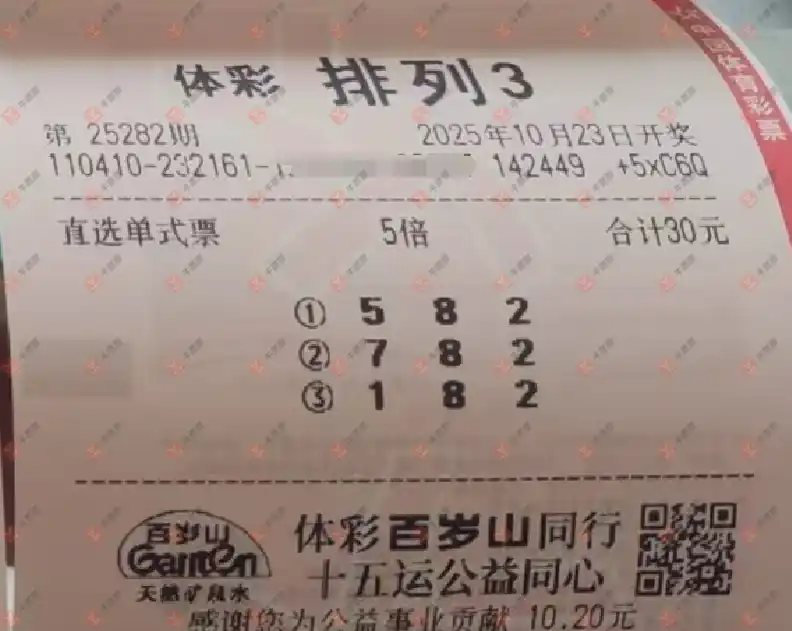 体彩 排列3
第 25282期 2025年10月23日开奖
110410-232161- 142449 +5xC6Q
直选单式票 5倍 合计30元
① 5 8 2
② 7 8 2
③ 1 8 2
百岁山
Ganten
天然矿泉水
体彩百岁山同行
十五运公益同心
感谢您为公益事业贡献 10.20元